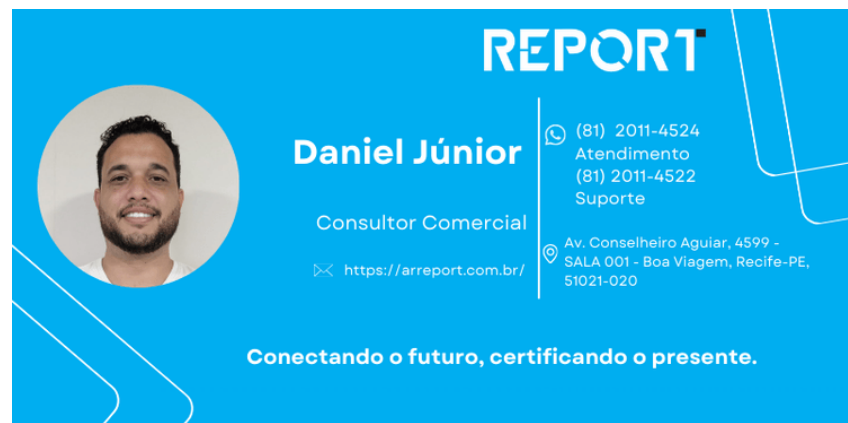 REPORT
Daniel Júnior
Consultor Comercial
https://arreport.com.br/
(81) 2011-4524
Atendimento
(81) 2011-4522
Suporte
Av. Conselheiro Aguiar, 4599 -
SALA 001 - Boa Viagem, Recife-PE,
51021-020
Conectando o futuro, certificando o presente.